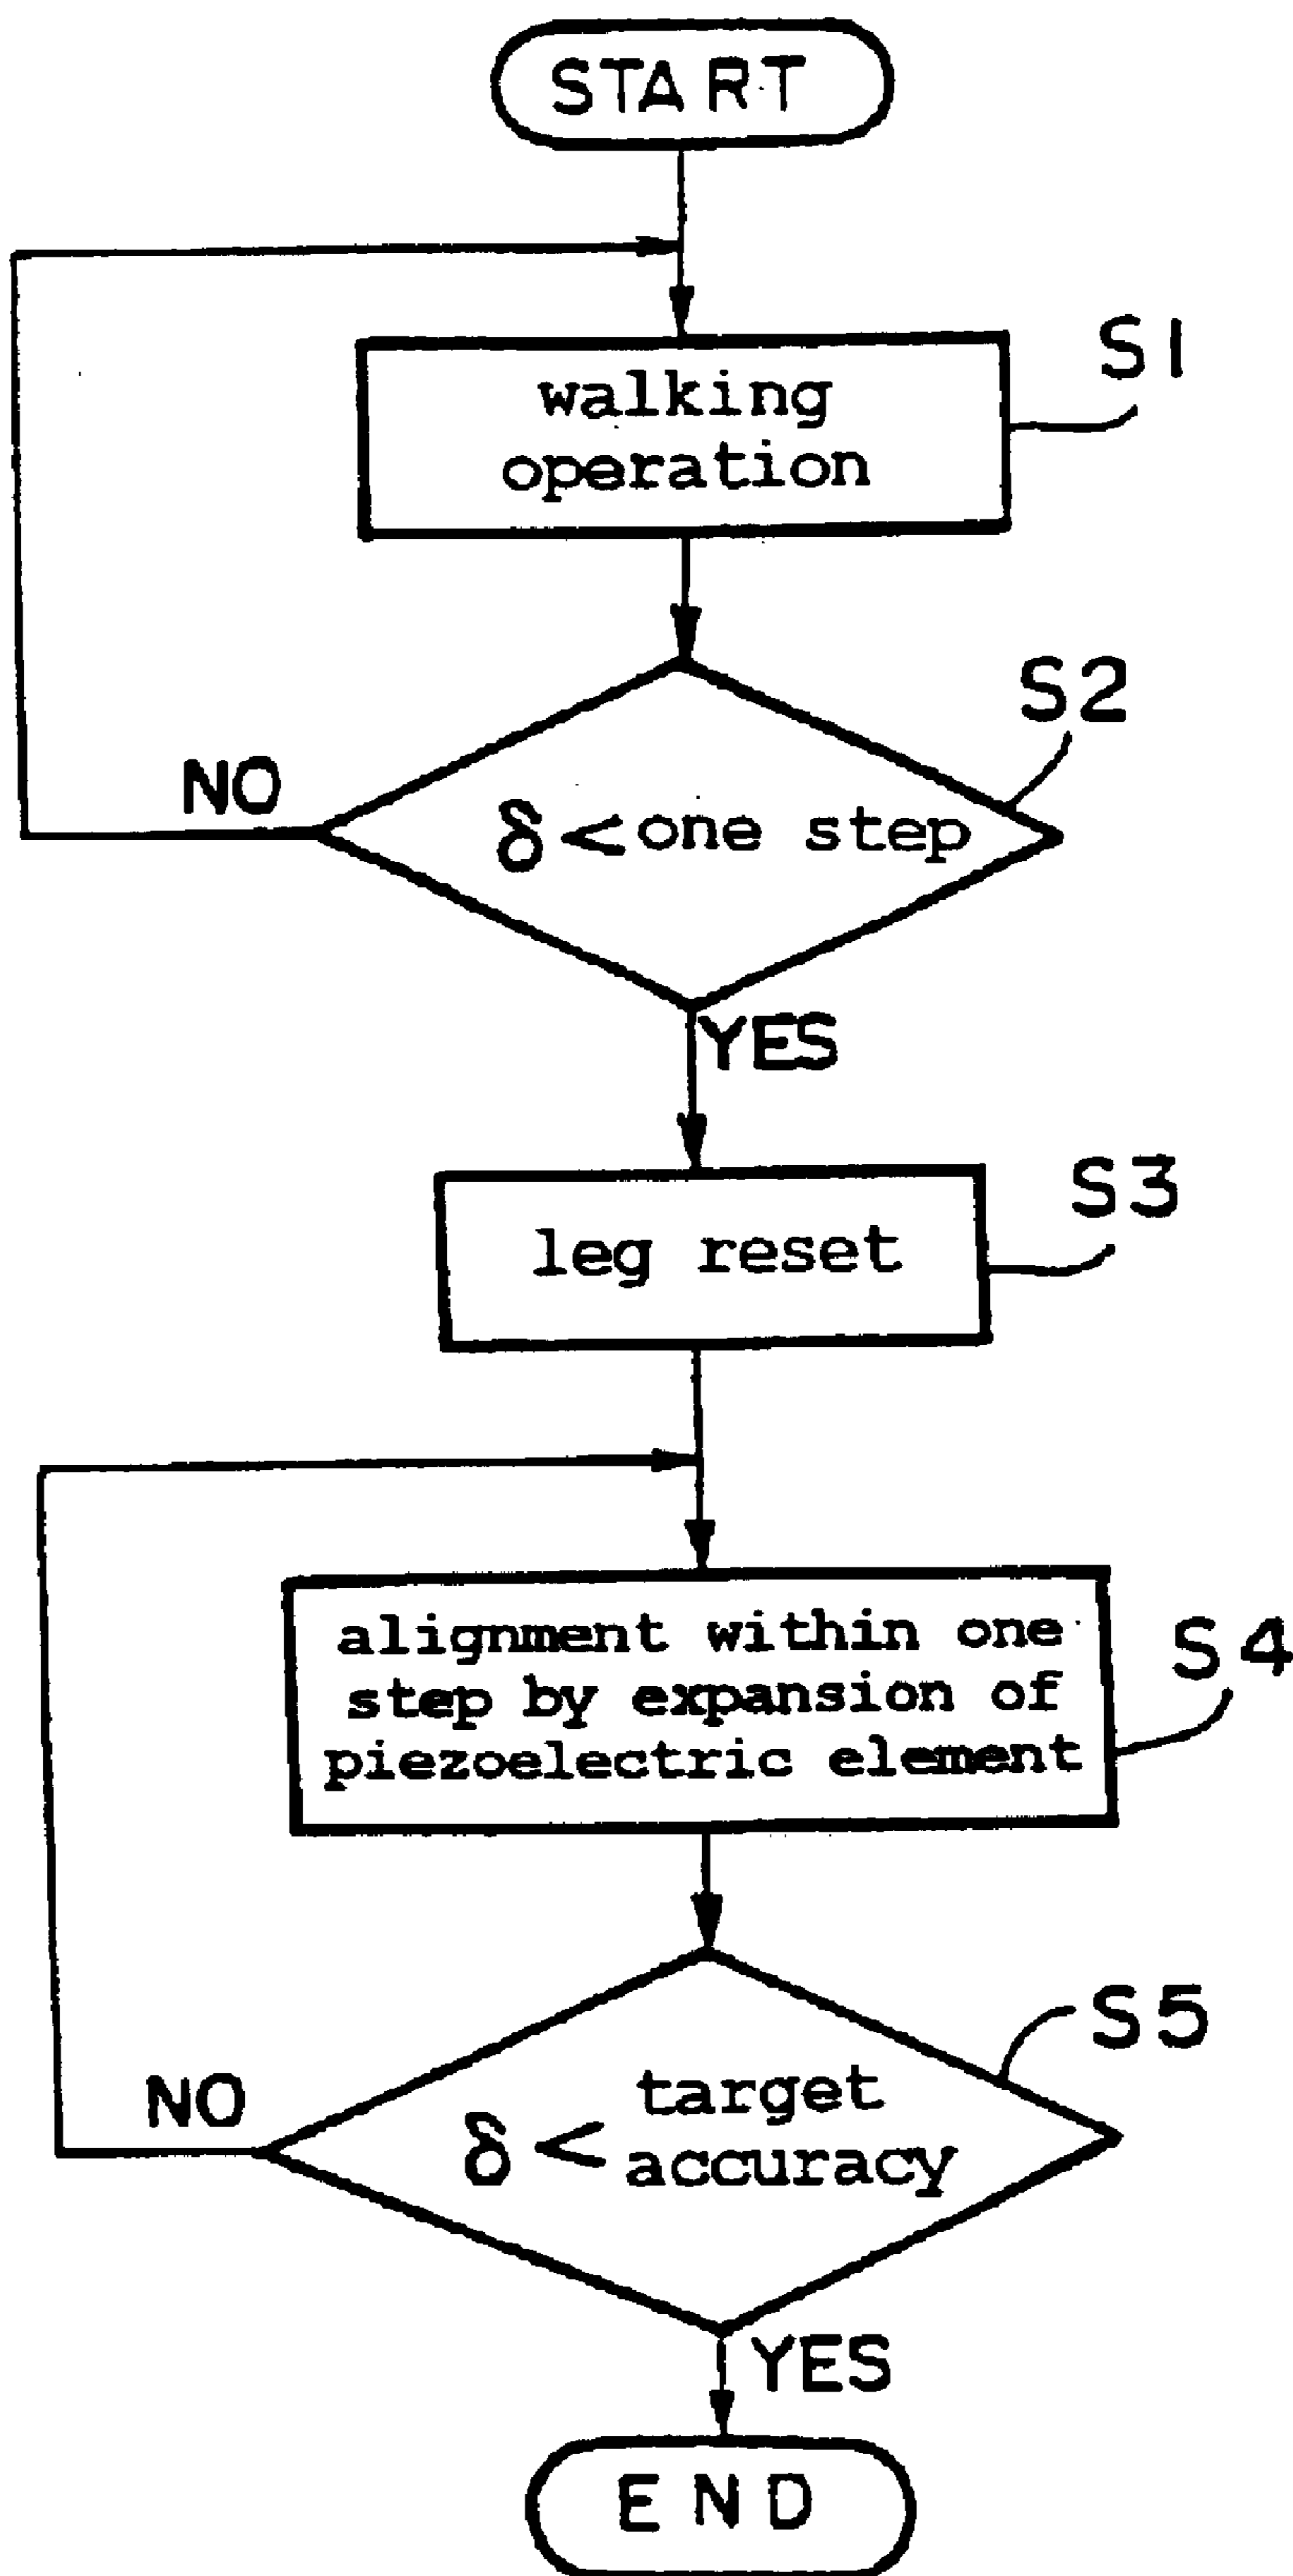 START
walking
operation
S1
S2
δ < one step
NO
YES
leg reset
S3
alignment within one
step by expansion of
piezoelectric element
S4
S5
target
δ < accuracy
NO
YES
END